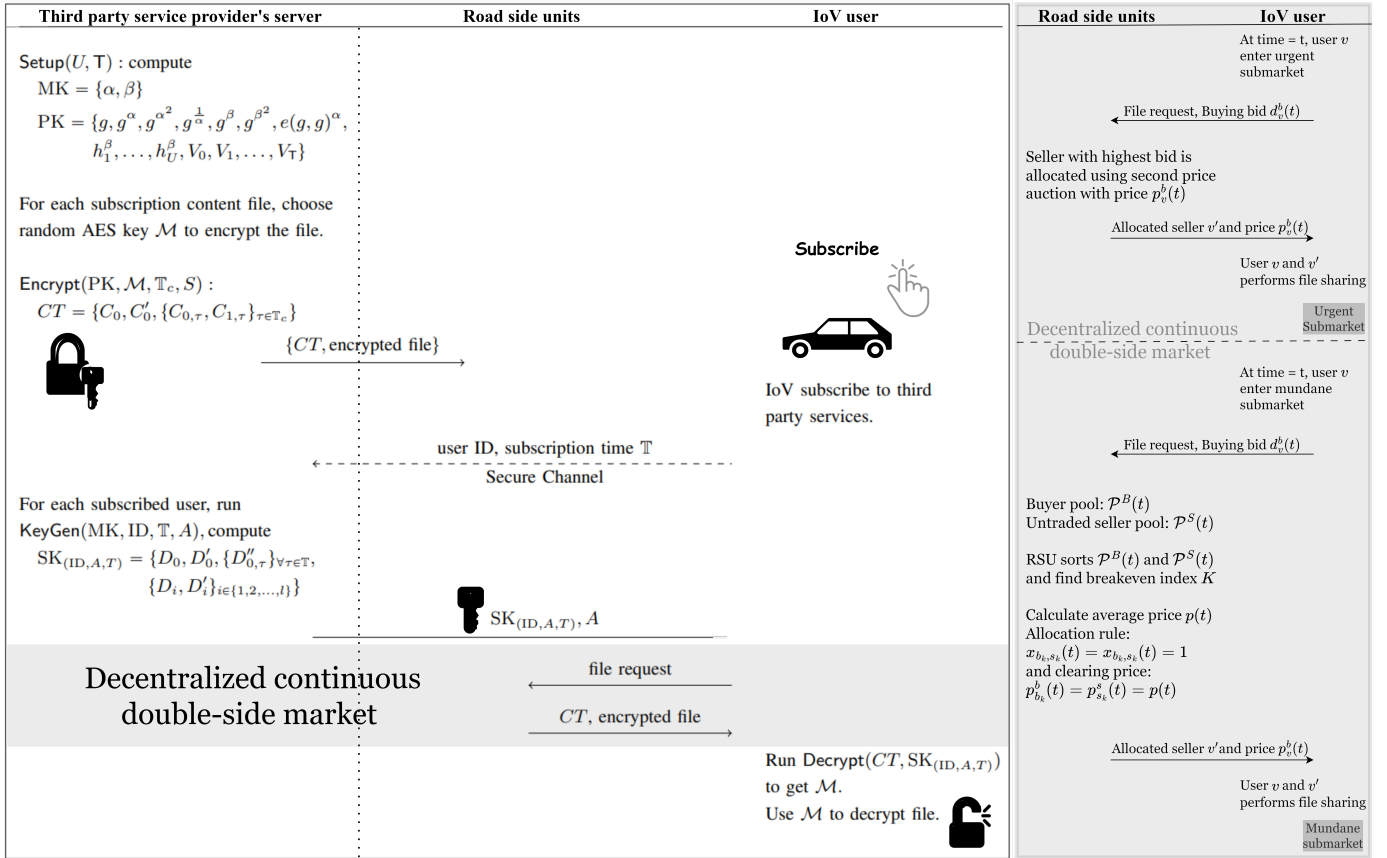 Third party service provider's server
Road side units
IoV user
Setup(U, T) : compute
MK = {α, β}
PK = {g, g^α, g^{α^2}, g^{1/α}, g^β, g^{β^2}, e(g, g)^α,
h_1^β, . . . , h_U^β, V_0, V_1, . . . , V_T}
For each subscription content file, choose
random AES key ℳ to encrypt the file.
Encrypt(PK, ℳ, 𝕋_c, S) :
CT = {C_0, C'_0, {C_{0,τ}, C_{1,τ}}_{τ∈𝕋_c}
{CT, encrypted file}
Subscribe
IoV subscribe to third
party services.
user ID, subscription time 𝕋
Secure Channel
For each subscribed user, run
KeyGen(MK, ID, 𝕋, A), compute
SK_{(ID,A,T)} = {D_0, D'_0, {D''_{0,τ}}_{∀τ∈𝕋},
{D_i, D'_i}_{i∈{1,2,...,l}}}
SK_{(ID,A,T)}, A
Decentralized continuous
double-side market
file request
CT, encrypted file
Run Decrypt(CT, SK_{(ID,A,T)})
to get ℳ.
Use ℳ to decrypt file.
Road side units
IoV user
At time = t, user v
enter urgent
submarket
File request, Buying bid d_v^b(t)
Seller with highest bid is
allocated using second price
auction with price p_v^b(t)
Allocated seller v' and price p_v^b(t)
User v and v'
performs file sharing
Urgent
Submarket
Decentralized continuous
double-side market
At time = t, user v
enter mundane
submarket
File request, Buying bid d_v^b(t)
Buyer pool: 𝒫^B(t)
Untraded seller pool: 𝒫^S(t)
RSU sorts 𝒫^B(t) and 𝒫^S(t)
and find breakeven index K
Calculate average price p(t)
Allocation rule:
x_{b_k,s_k}(t) = x_{b_k,s_k}(t) = 1
and clearing price:
p_{b_k}^b(t) = p_{s_k}^s(t) = p(t)
Allocated seller v' and price p_v^b(t)
User v and v'
performs file sharing
Mundane
submarket